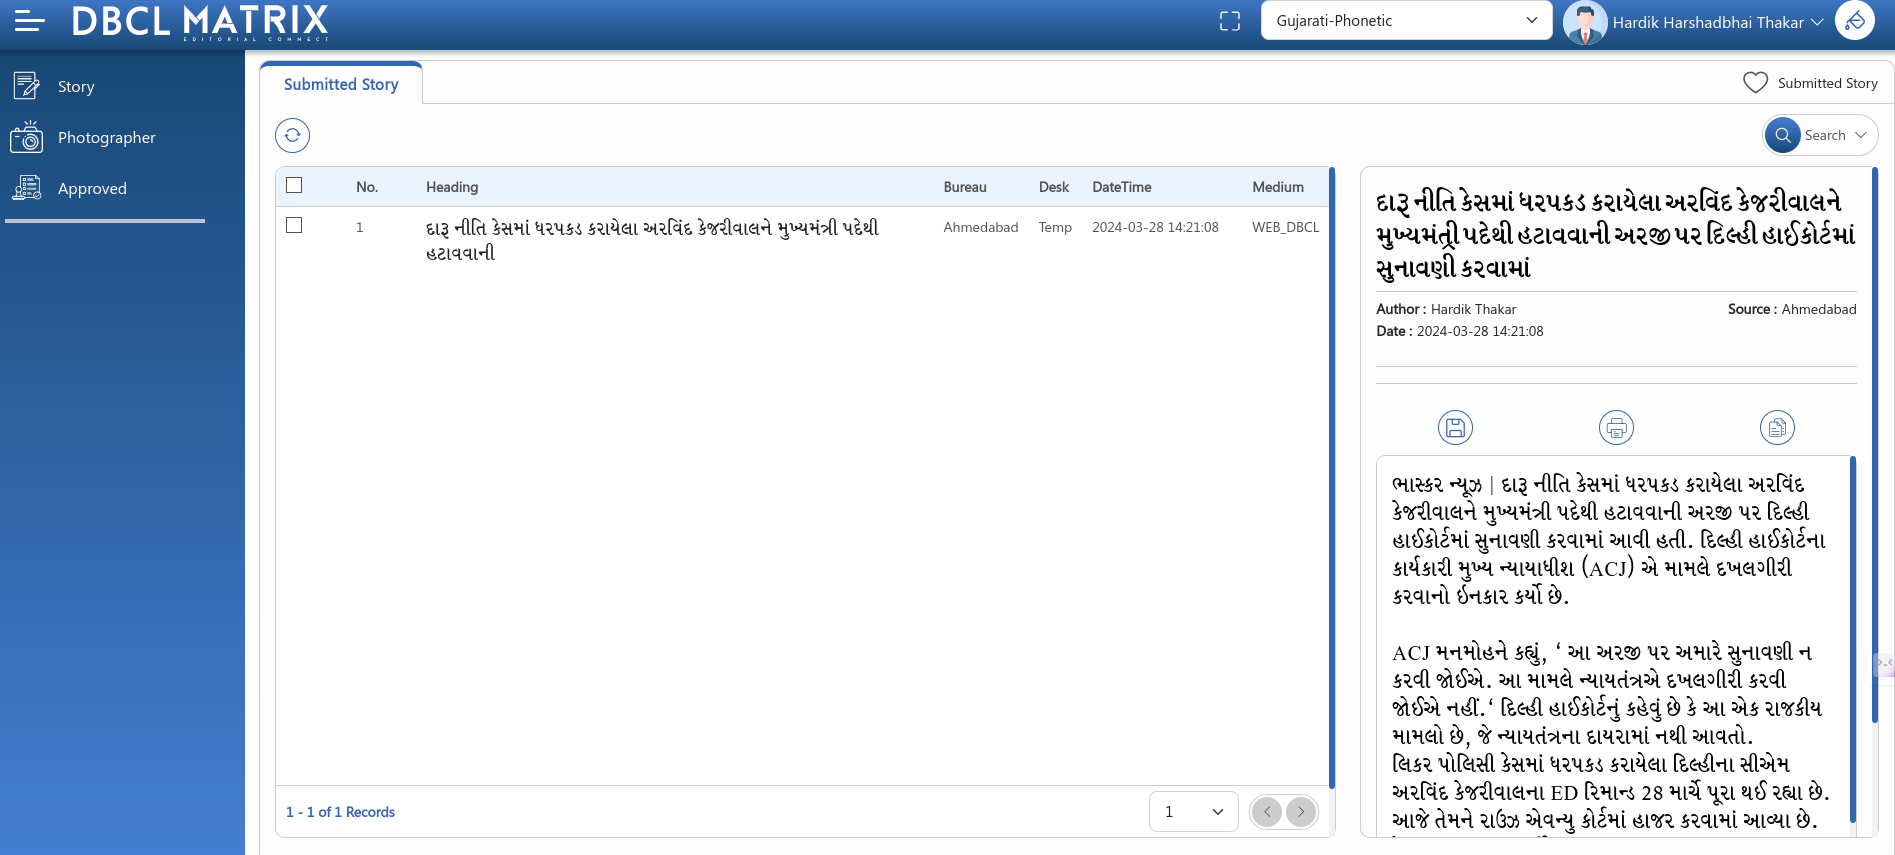 DBCL MATRIX
EDITORIAL CONNECT
Gujarati-Phonetic
Hardik Harshadbhai Thakar
Story
Photographer
Approved
Submitted Story
Submitted Story
Search
No. Heading Bureau Desk DateTime Medium
1 દારૂ નીતિ કેસમાં ધરપકડ કરાયેલા અરવિંદ કેજરીવાલને મુખ્યમંત્રી પદેથી Ahmedabad Temp 2024-03-28 14:21:08 WEB_DBCL
હટાવવાની
1 - 1 of 1 Records
1
દારૂ નીતિ કેસમાં ધરપકડ કરાયેલા અરવિંદ કેજરીવાલને
મુખ્યમંત્રી પદેથી હટાવવાની અરજી પર દિલ્હી હાઈકોર્ટમાં
સુનાવણી કરવામાં
Author : Hardik Thakar Source : Ahmedabad
Date : 2024-03-28 14:21:08
ભાસ્કર ન્યૂઝ | દારૂ નીતિ કેસમાં ધરપકડ કરાયેલા અરવિંદ
કેજરીવાલને મુખ્યમંત્રી પદેથી હટાવવાની અરજી પર દિલ્હી
હાઈકોર્ટમાં સુનાવણી કરવામાં આવી હતી. દિલ્હી હાઈકોર્ટના
કાર્યકારી મુખ્ય ન્યાયાધીશ (ACJ) એ મામલે દખલગીરી
કરવાનો ઈનકાર કર્યો છે.
ACJ મનમોહને કહ્યું, ‘ આ અરજી પર અમારે સુનાવણી ન
કરવી જોઈએ. આ મામલે ન્યાયતંત્રએ દખલગીરી કરવી
જોઈએ નહીં.‘ દિલ્હી હાઈકોર્ટનું કહેવું છે કે આ એક રાજકીય
મામલો છે, જે ન્યાયતંત્રના દાયરામાં નથી આવતો.
લિકર પોલિસી કેસમાં ધરપકડ કરાયેલા દિલ્હીના સીએમ
અરવિંદ કેજરીવાલના ED રિમાન્ડ 28 માર્ચે પૂરા થઈ રહ્યા છે.
આજે તેમને રાઉઝ એવન્યુ કોર્ટમાં હાજર કરવામાં આવ્યા છે.